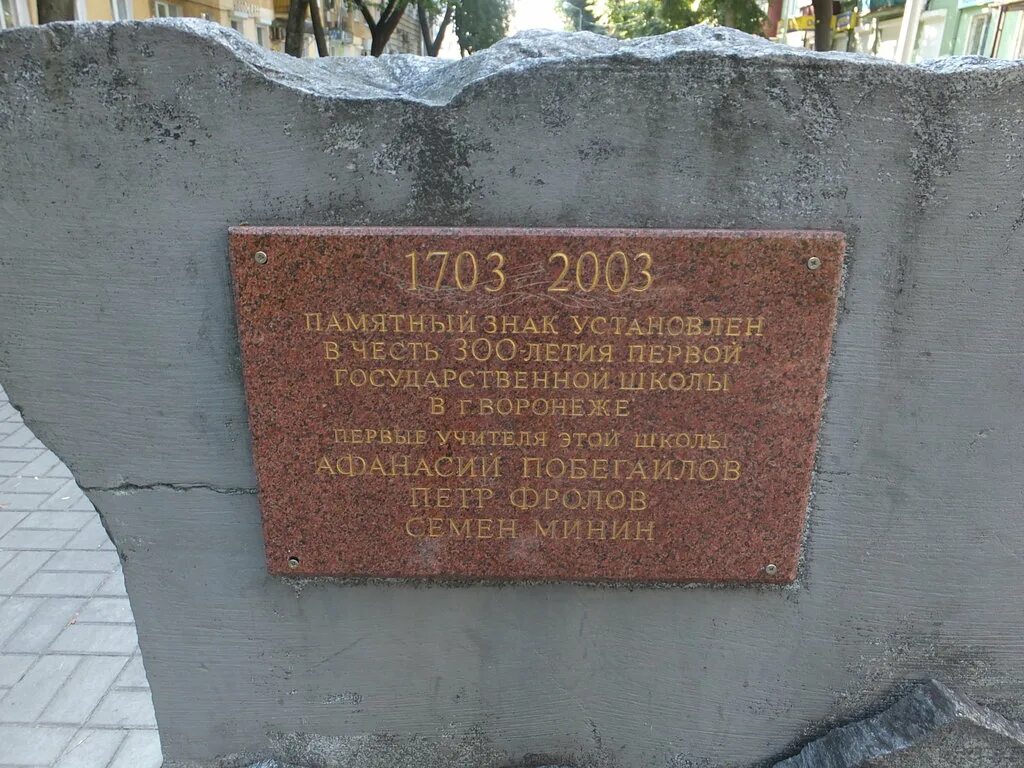 1703 2003
ПАМЯТНЫЙ ЗНАК УСТАНОВЛЕН
В ЧЕСТЬ 300-ЛЕТИЯ ПЕРВОЙ
ГОСУДАРСТВЕННОЙ ШКОЛЫ
В Г.ВОРОНЕЖЕ
ПЕРВЫЕ УЧИТЕЛЯ ЭТОЙ ШКОЛЫ
АФАНАСИЙ ПОБЕГАИЛОВ
ПЕТР ФРОЛОВ
СЕМЕН МИНИН